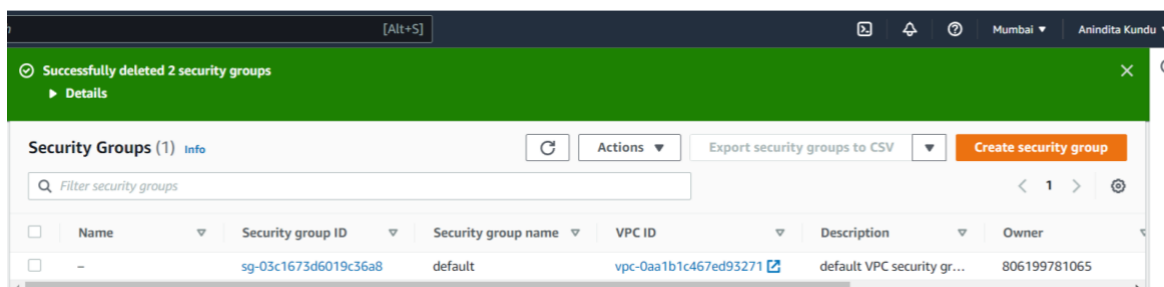 [Alt+S]
Mumbai ▼
Anindita Kundu
Successfully deleted 2 security groups
▶ Details
Security Groups (1) Info
Actions ▼
Export security groups to CSV
Create security group
Filter security groups
1
Name
Security group ID
Security group name
VPC ID
Description
Owner
–
sg-03c1673d6019c36a8
default
vpc-0aa1b1c467ed93271
default VPC security gr...
806199781065